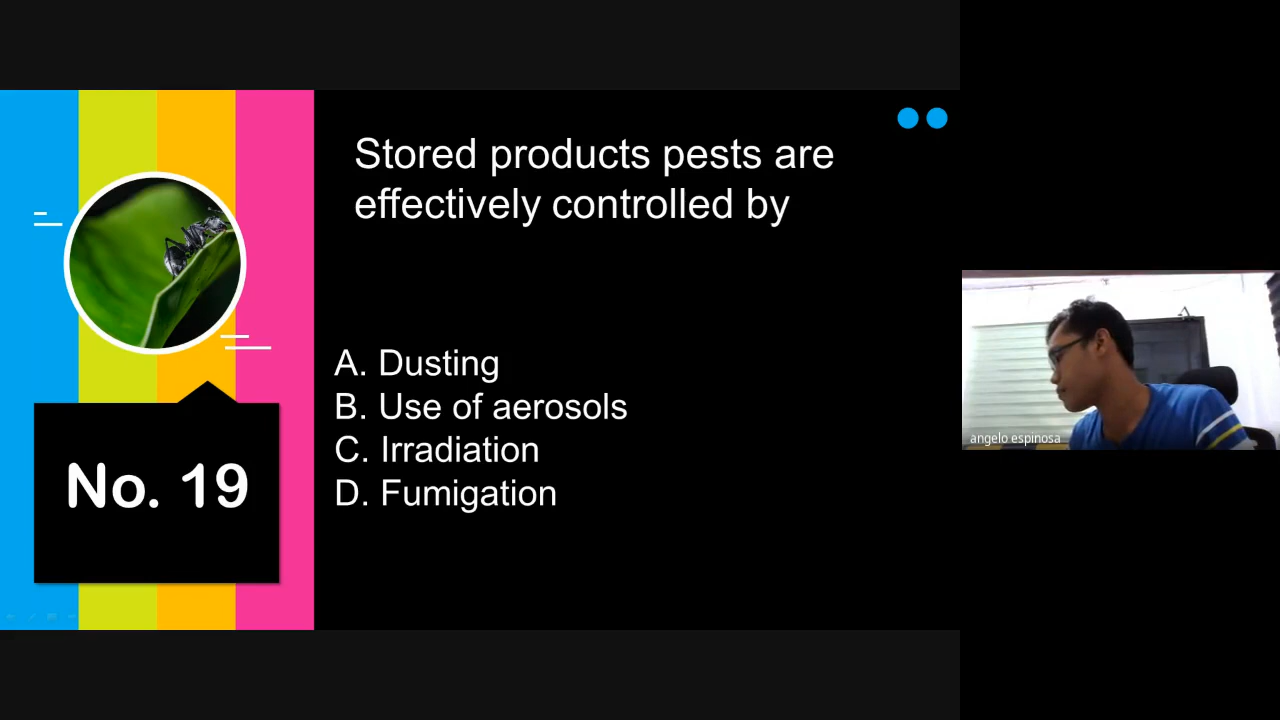 Stored products pests are
effectively controlled by
A. Dusting
B. Use of aerosols
C. Irradiation
D. Fumigation
No. 19
angelo espinosa